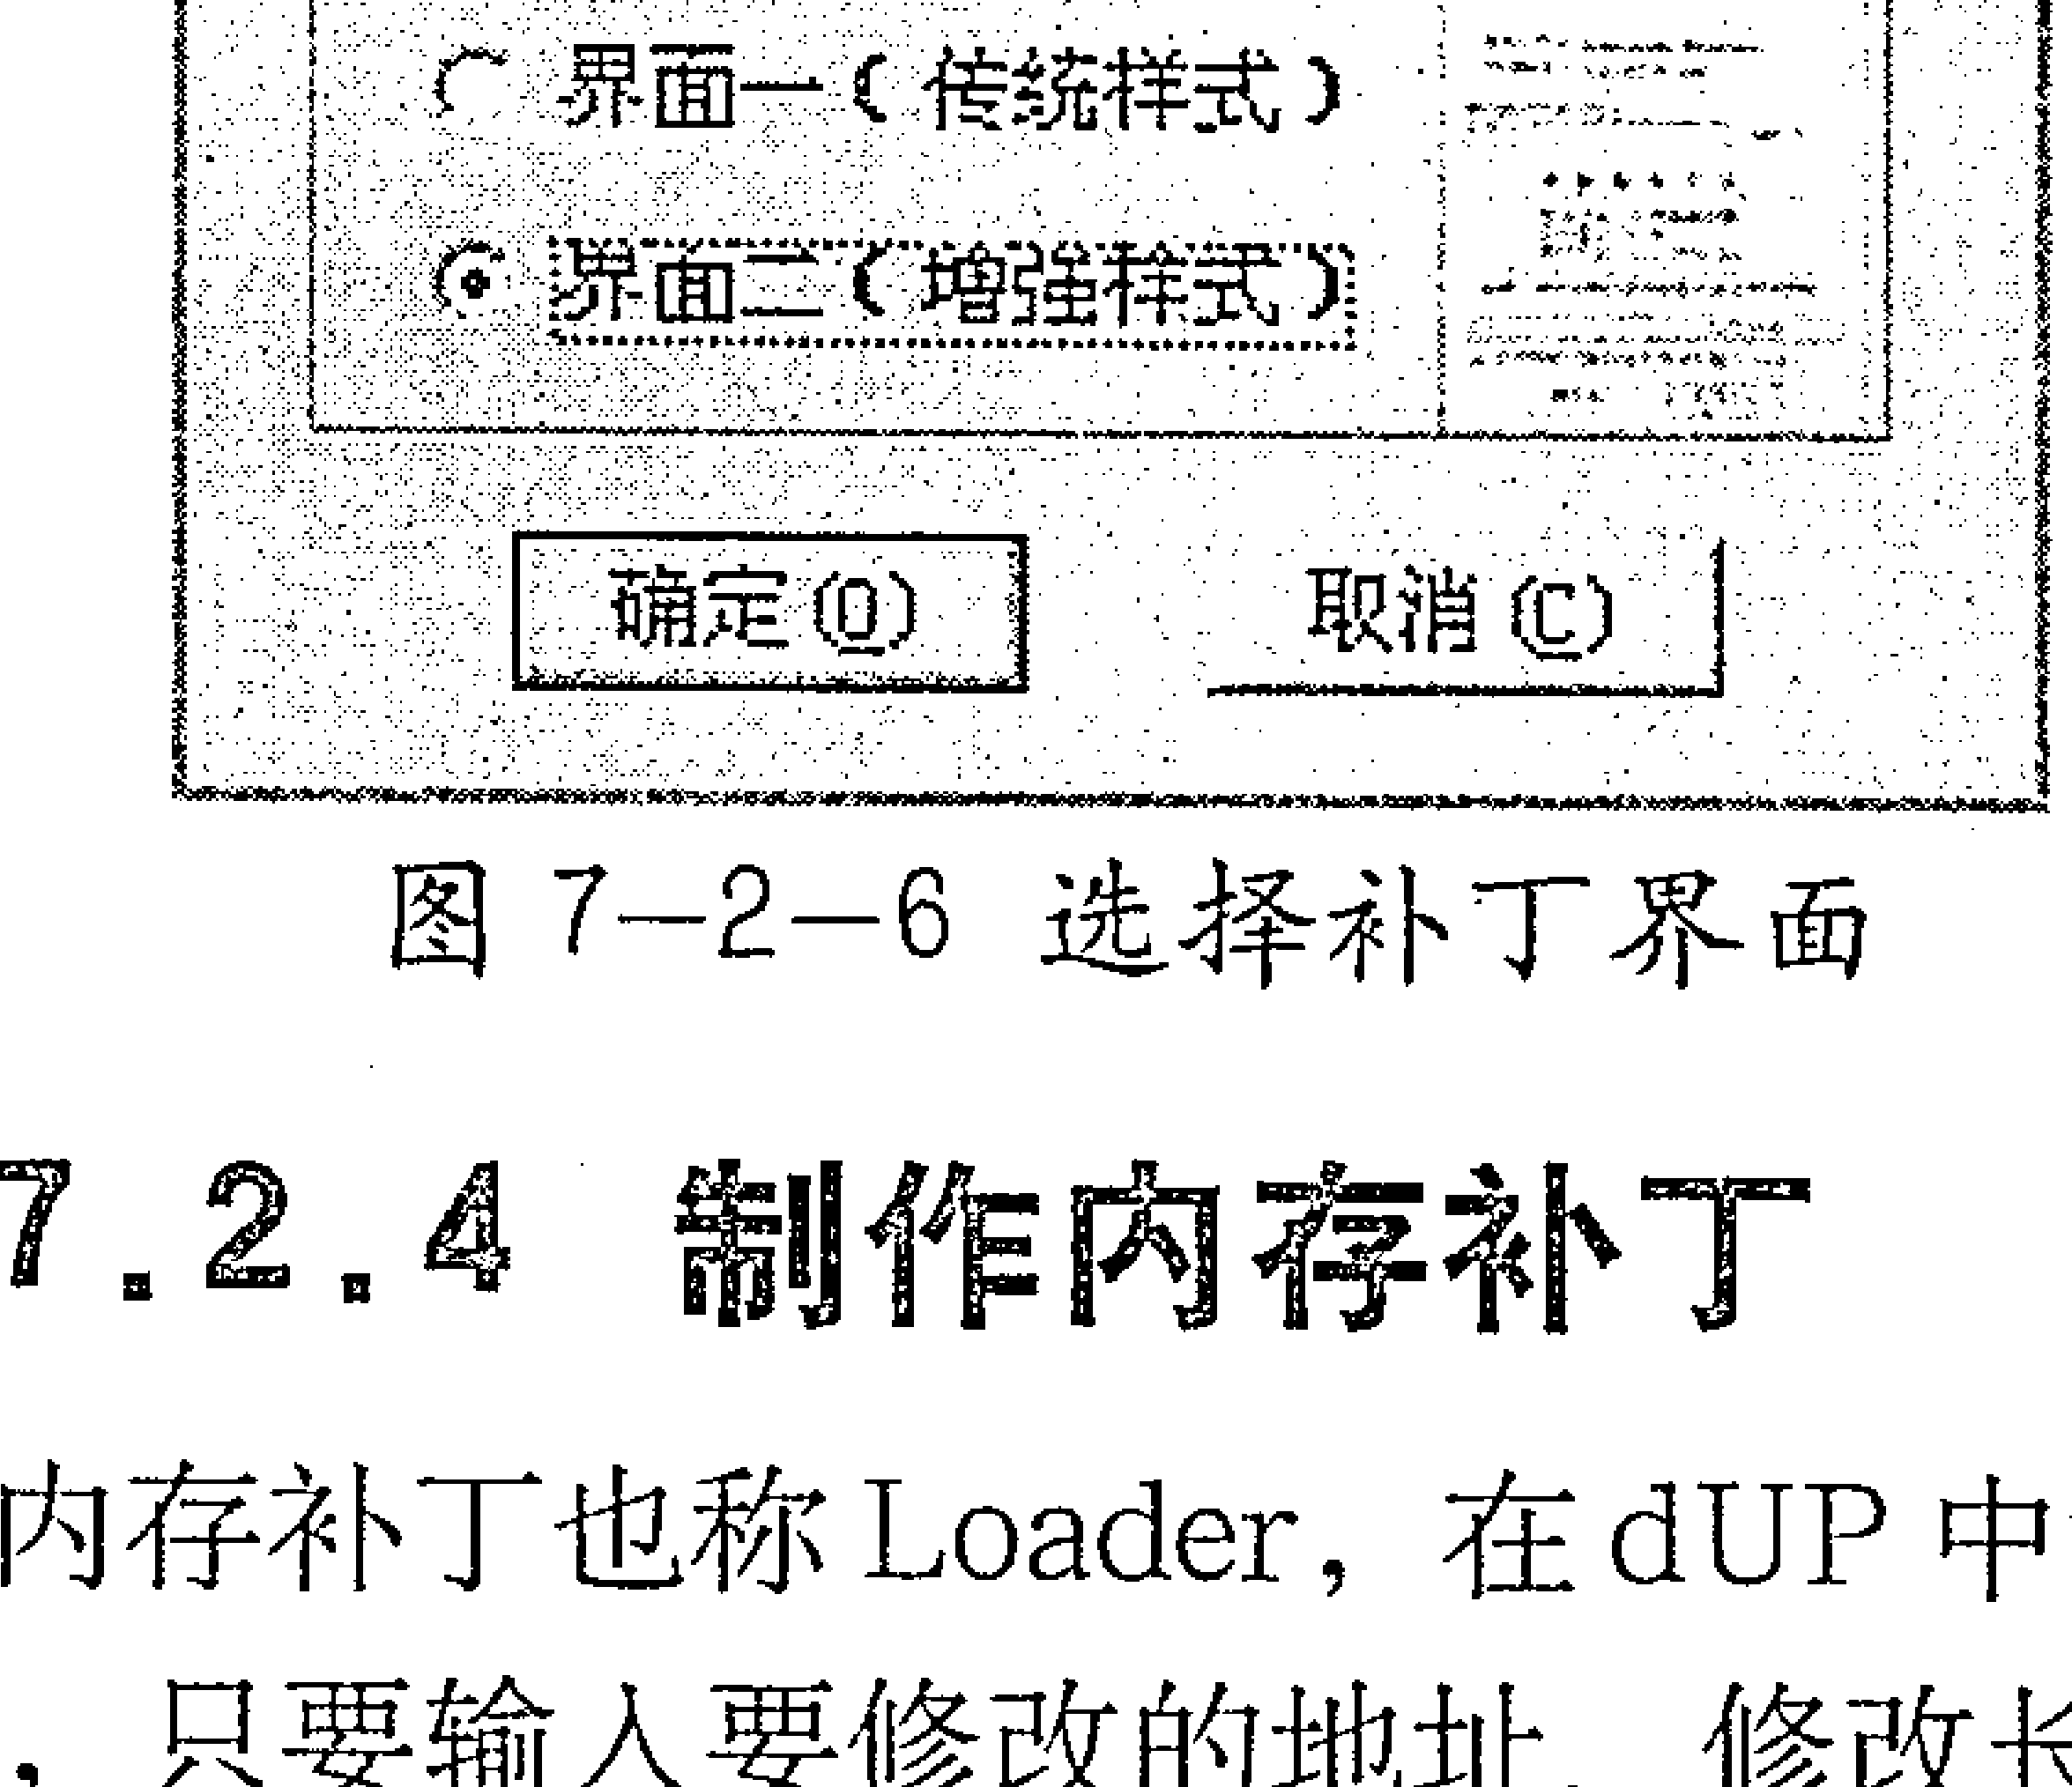 界面一(传统样式)
界面二(增强样式)
确定(O) 取消(C)
图 7-2-6 选择补丁界面
7.2.4 制作内存补丁
内存补丁也称 Loader，在 dUP 中
，只要输入要修改的地址、修改长